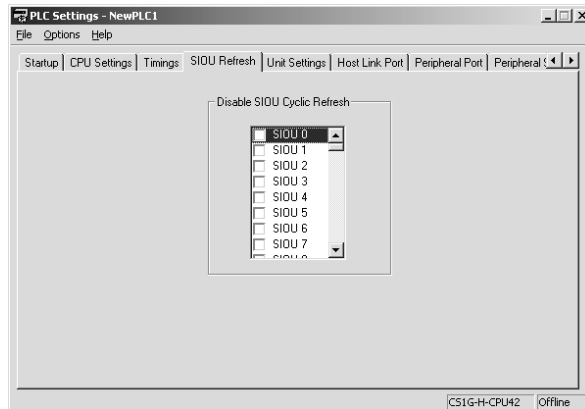 PLC Settings - NewPLC1
File Options Help
Startup CPU Settings Timings SIOU Refresh Unit Settings Host Link Port Peripheral Port Peripheral
Disable SIOU Cyclic Refresh
SIOU 0
SIOU 1
SIOU 2
SIOU 3
SIOU 4
SIOU 5
SIOU 6
SIOU 7
CS1G-H-CPU42 Offline